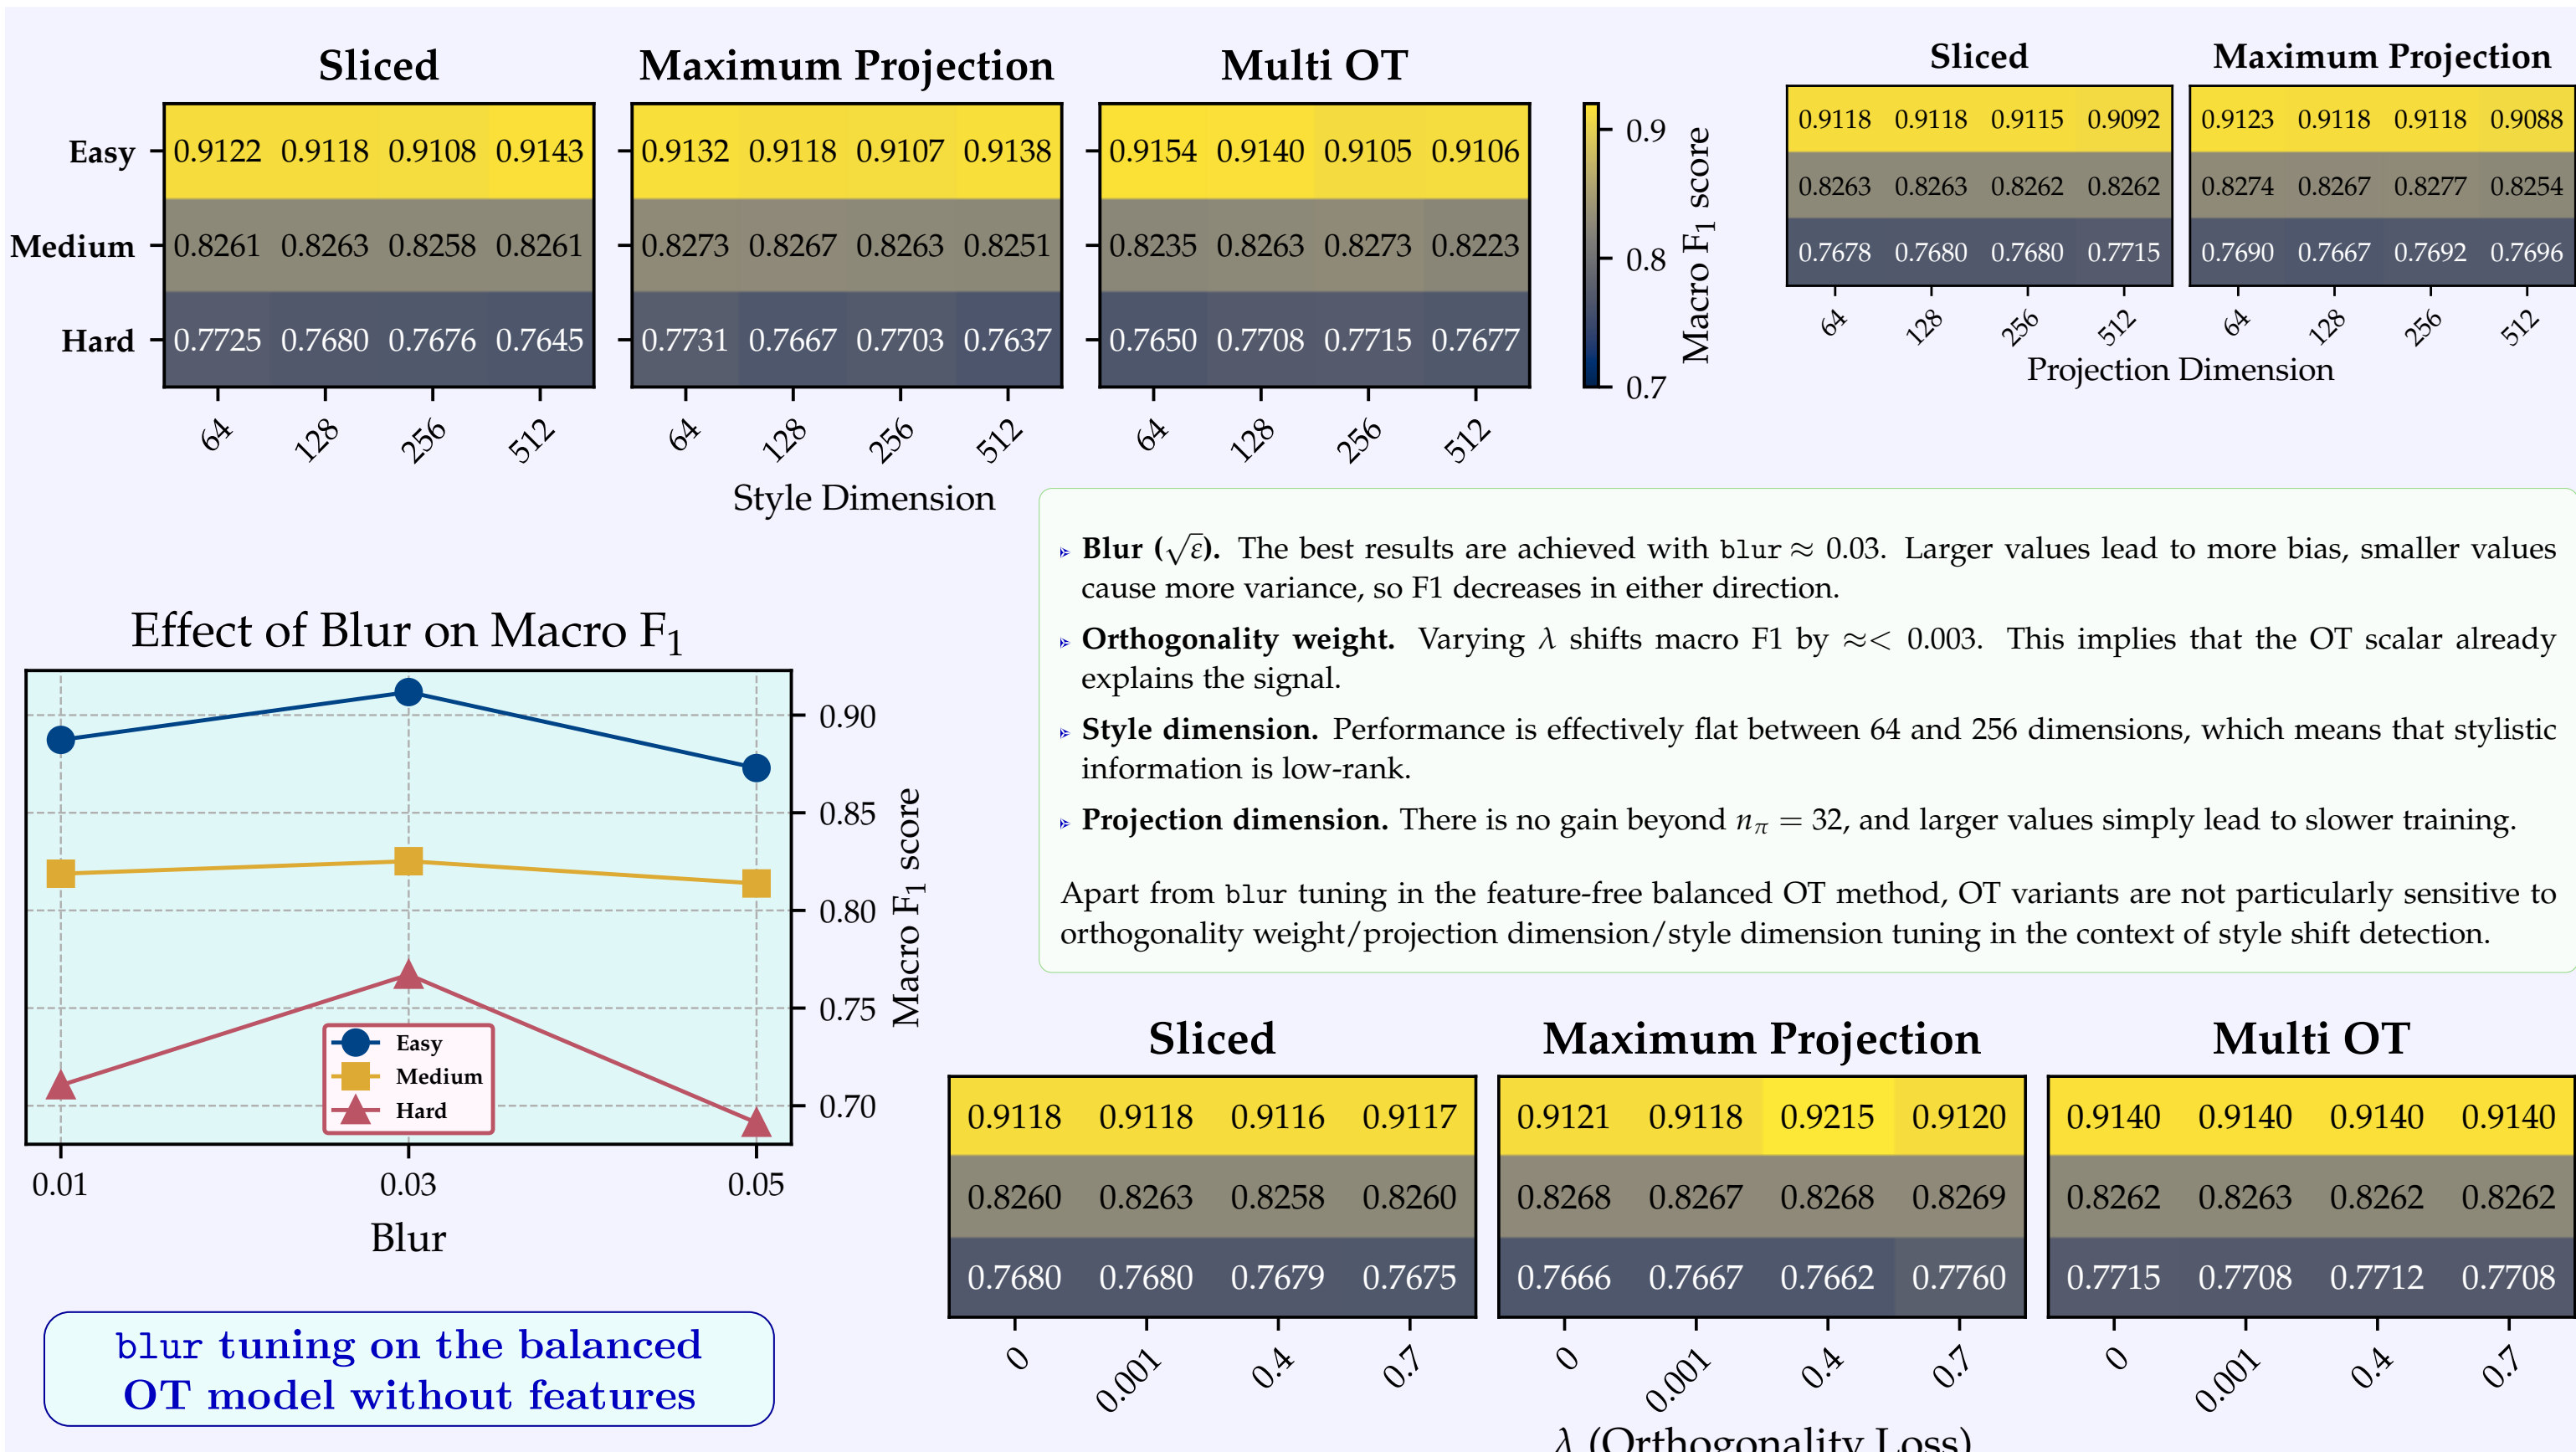 Sliced Maximum Projection Multi OT
Easy 0.9122 0.9118 0.9108 0.9143 0.9132 0.9118 0.9107 0.9138 0.9154 0.9140 0.9105 0.9106
Medium 0.8261 0.8263 0.8258 0.8261 0.8273 0.8267 0.8263 0.8251 0.8235 0.8263 0.8273 0.8223
Hard 0.7725 0.7680 0.7676 0.7645 0.7731 0.7667 0.7703 0.7637 0.7650 0.7708 0.7715 0.7677
64 128 256 512 64 128 256 512 64 128 256 512
Style Dimension
0.9
0.8
0.7
Macro F₁ score
Sliced Maximum Projection
0.9118 0.9118 0.9115 0.9092 0.9123 0.9118 0.9118 0.9088
0.8263 0.8263 0.8262 0.8262 0.8274 0.8267 0.8277 0.8254
0.7678 0.7680 0.7680 0.7715 0.7690 0.7667 0.7692 0.7696
64 128 256 512 64 128 256 512
Projection Dimension
Blur (√ε). The best results are achieved with blur ≈ 0.03. Larger values lead to more bias, smaller values
cause more variance, so F1 decreases in either direction.
Orthogonality weight. Varying λ shifts macro F1 by ≈< 0.003. This implies that the OT scalar already
explains the signal.
Style dimension. Performance is effectively flat between 64 and 256 dimensions, which means that stylistic
information is low-rank.
Projection dimension. There is no gain beyond nπ = 32, and larger values simply lead to slower training.
Apart from blur tuning in the feature-free balanced OT method, OT variants are not particularly sensitive to
orthogonality weight/projection dimension/style dimension tuning in the context of style shift detection.
Effect of Blur on Macro F₁
0.90
0.85
0.80
0.75
0.70
Macro F₁ score
Easy
Medium
Hard
0.01 0.03 0.05
Blur
blur tuning on the balanced
OT model without features
Sliced Maximum Projection Multi OT
0.9118 0.9118 0.9116 0.9117 0.9121 0.9118 0.9215 0.9120 0.9140 0.9140 0.9140 0.9140
0.8260 0.8263 0.8258 0.8260 0.8268 0.8267 0.8268 0.8269 0.8262 0.8263 0.8262 0.8262
0.7680 0.7680 0.7679 0.7675 0.7666 0.7667 0.7662 0.7760 0.7715 0.7708 0.7712 0.7708
0 0.001 0.4 0.7 0 0.001 0.4 0.7 0 0.001 0.4 0.7
λ (Orthogonality Loss)